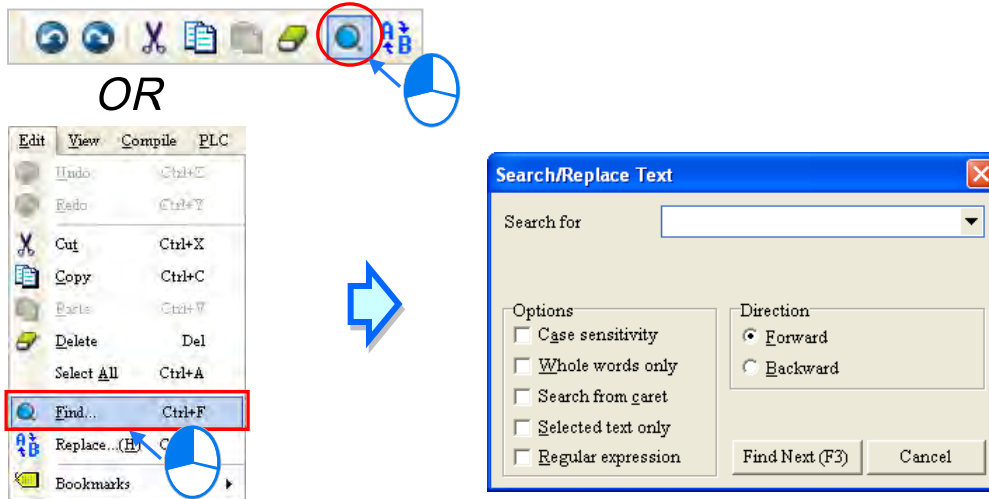 OR
Edit View Compile PLC
Undo Ctrl+Z
Redo Ctrl+Y
Cut Ctrl+X
Copy Ctrl+C
Paste Ctrl+V
Delete Del
Select All Ctrl+A
Find... Ctrl+F
Replace...(H) C
Bookmarks
Search/Replace Text
Search for
Options
Case sensitivity
Whole words only
Search from caret
Selected text only
Regular expression
Direction
Forward
Backward
Find Next (F3) Cancel